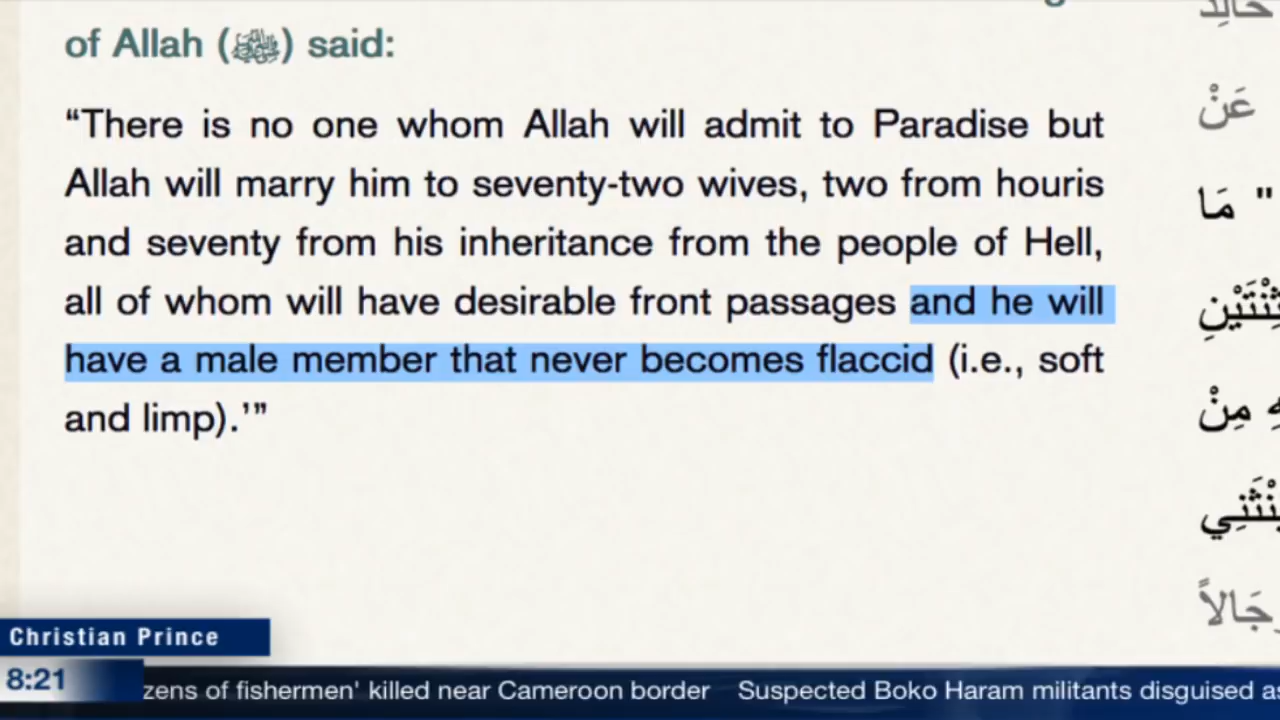 of Allah (ﷺ) said:
“There is no one whom Allah will admit to Paradise but
Allah will marry him to seventy-two wives, two from houris
and seventy from his inheritance from the people of Hell,
all of whom will have desirable front passages and he will
have a male member that never becomes flaccid (i.e., soft
and limp).’”
خَالِدِ
عَنْ
" مَا
ثِنْتَيْنِ
مِنْ
يَنْثَنِي
Christian Prince
8:21
zens of fishermen' killed near Cameroon border Suspected Boko Haram militants disguised as